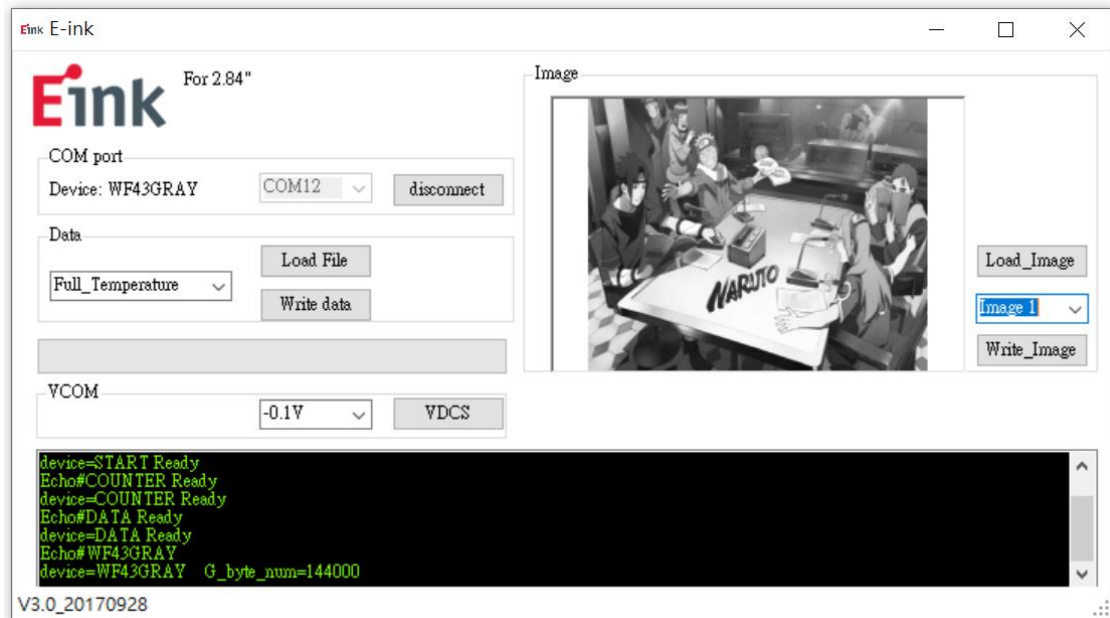 Eink E-ink
Eink
For 2.84"
COM port
Device: WF43GRAY
COM12
disconnect
Data
Full_Temperature
Load File
Write data
VCOM
-0.1V
VDCS
Image
NARUTO
Load_Image
Image 1
Write_Image
device=START Ready
Echo#COUNTER Ready
device=COUNTER Ready
Echo#DATA Ready
device=DATA Ready
Echo#WF43GRAY
device=WF43GRAY G_byte_num=144000
V3.0_20170928